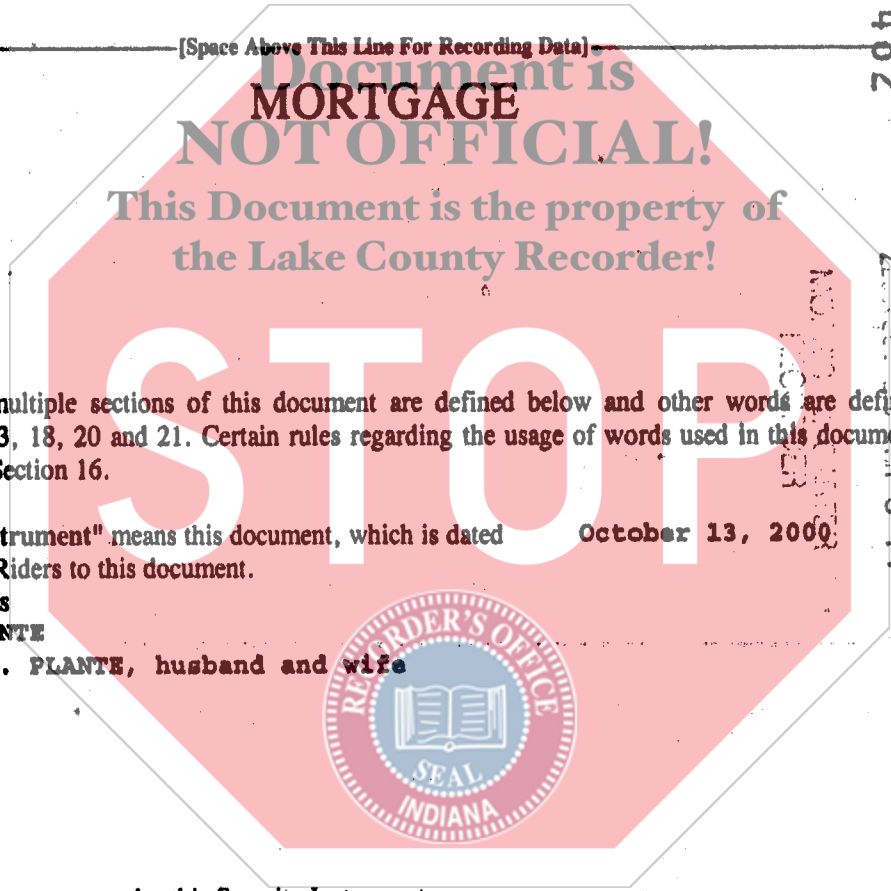 [Space Above This Line For Recording Data]
Document is
MORTGAGE
NOT OFFICIAL!
This Document is the property of
the Lake County Recorder!
STOP
multiple sections of this document are defined below and other words are defi
3, 18, 20 and 21. Certain rules regarding the usage of words used in this docume
Section 16.
trument" means this document, which is dated October 13, 2000
Riders to this document.
s
NTE
. PLANTE, husband and wife
RECORDER'S OFFICE
SEAL
INDIANA